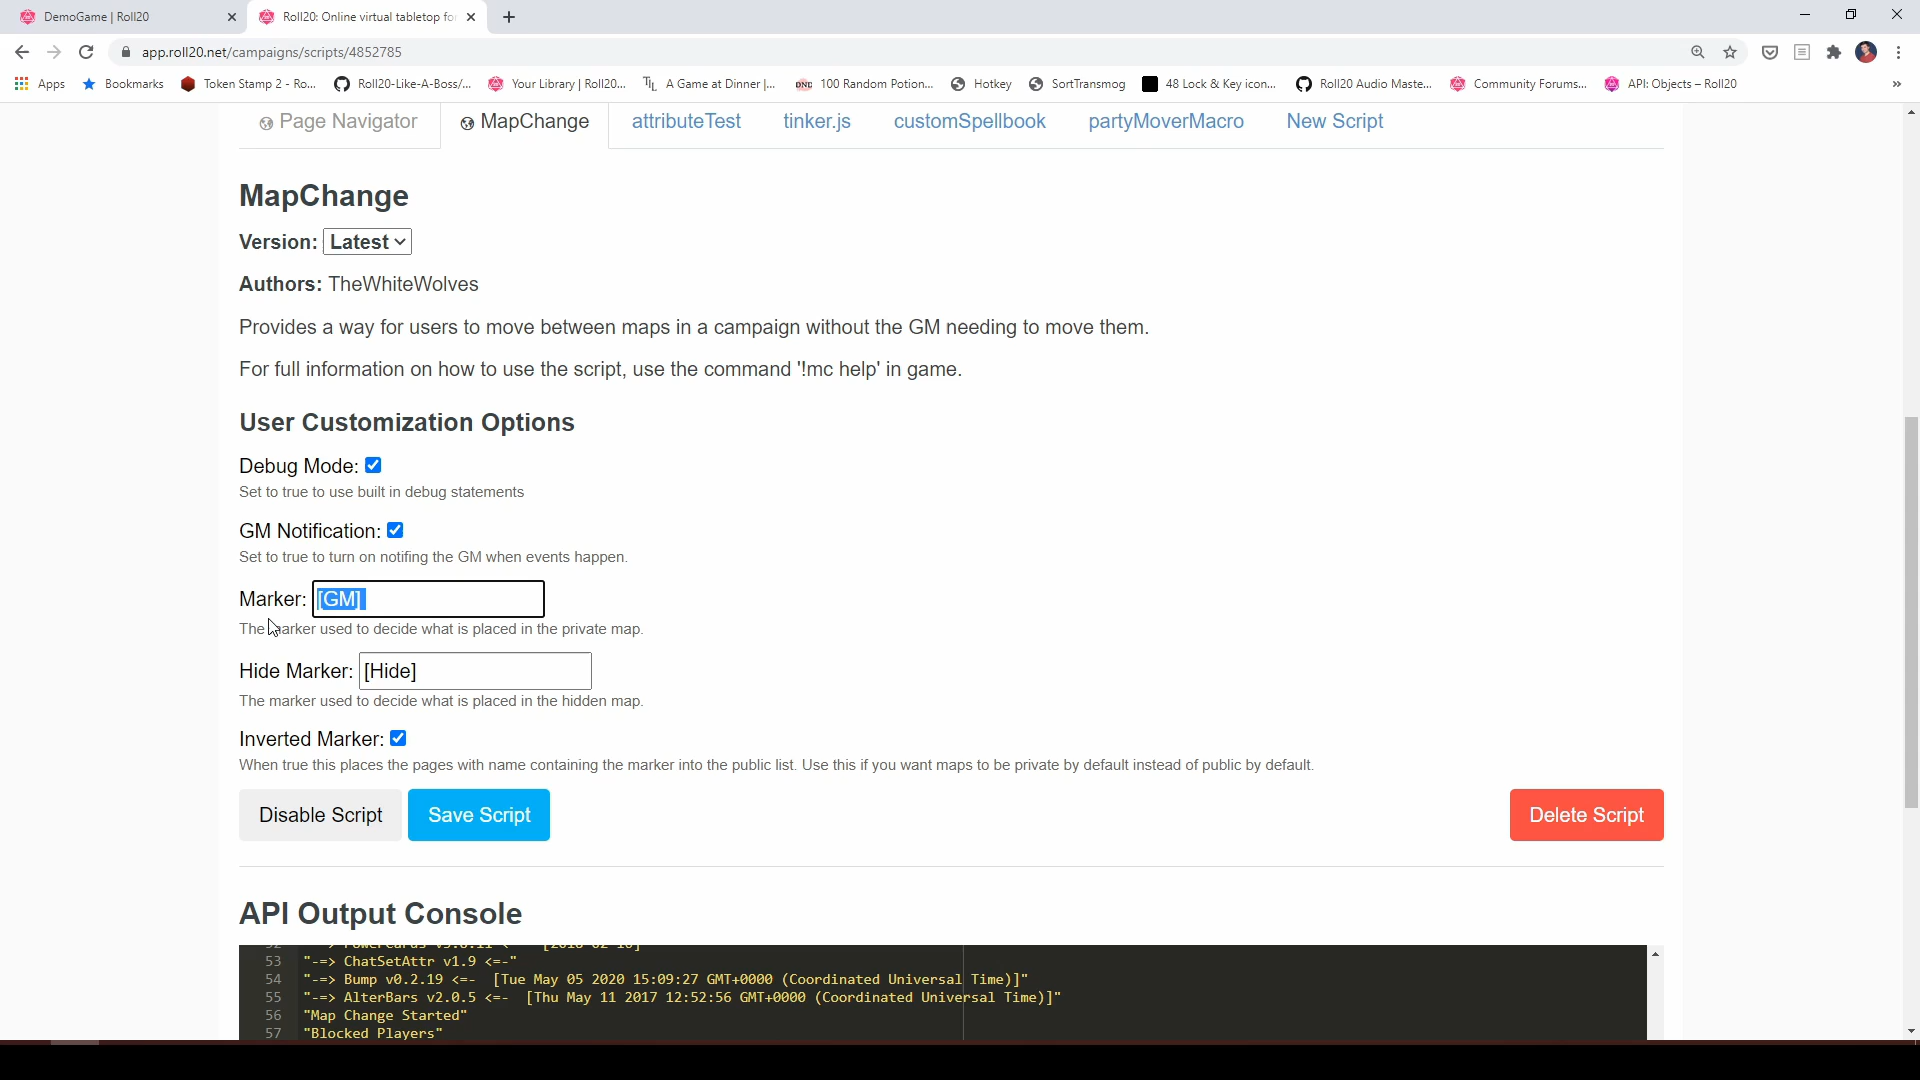 DemoGame | Roll20
Roll20: Online virtual tabletop for
app.roll20.net/campaigns/scripts/4852785
Apps
Bookmarks
Token Stamp 2 - Ro...
Roll20-Like-A-Boss/...
Your Library | Roll20...
A Game at Dinner |...
100 Random Potion...
Hotkey
SortTransmog
48 Lock & Key icon...
Roll20 Audio Maste...
Community Forums...
API: Objects – Roll20
»
Page Navigator
MapChange
attributeTest
tinker.js
customSpellbook
partyMoverMacro
New Script
MapChange
Version: Latest
Authors: TheWhiteWolves
Provides a way for users to move between maps in a campaign without the GM needing to move them.
For full information on how to use the script, use the command '!mc help' in game.
User Customization Options
Debug Mode:
Set to true to use built in debug statements
GM Notification:
Set to true to turn on notifing the GM when events happen.
Marker: [GM]
The marker used to decide what is placed in the private map.
Hide Marker: [Hide]
The marker used to decide what is placed in the hidden map.
Inverted Marker:
When true this places the pages with name containing the marker into the public list. Use this if you want maps to be private by default instead of public by default.
Disable Script
Save Script
Delete Script
API Output Console
53 "-=> ChatSetAttr v1.9 <=-"
54 "-=> Bump v0.2.19 <=- [Tue May 05 2020 15:09:27 GMT+0000 (Coordinated Universal Time)]"
55 "-=> AlterBars v2.0.5 <=- [Thu May 11 2017 12:52:56 GMT+0000 (Coordinated Universal Time)]"
56 "Map Change Started"
57 "Blocked Players"